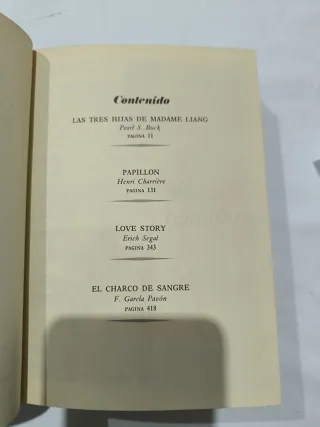 Contenido
LAS TRES HIJAS DE MADAME LIANG
Pearl S. Buck
PAGINA 11
PAPILLON
Henri Charrière
PAGINA 131
LOVE STORY
Erich Segal
PAGINA 343
EL CHARCO DE SANGRE
F. García Pavón
PAGINA 418